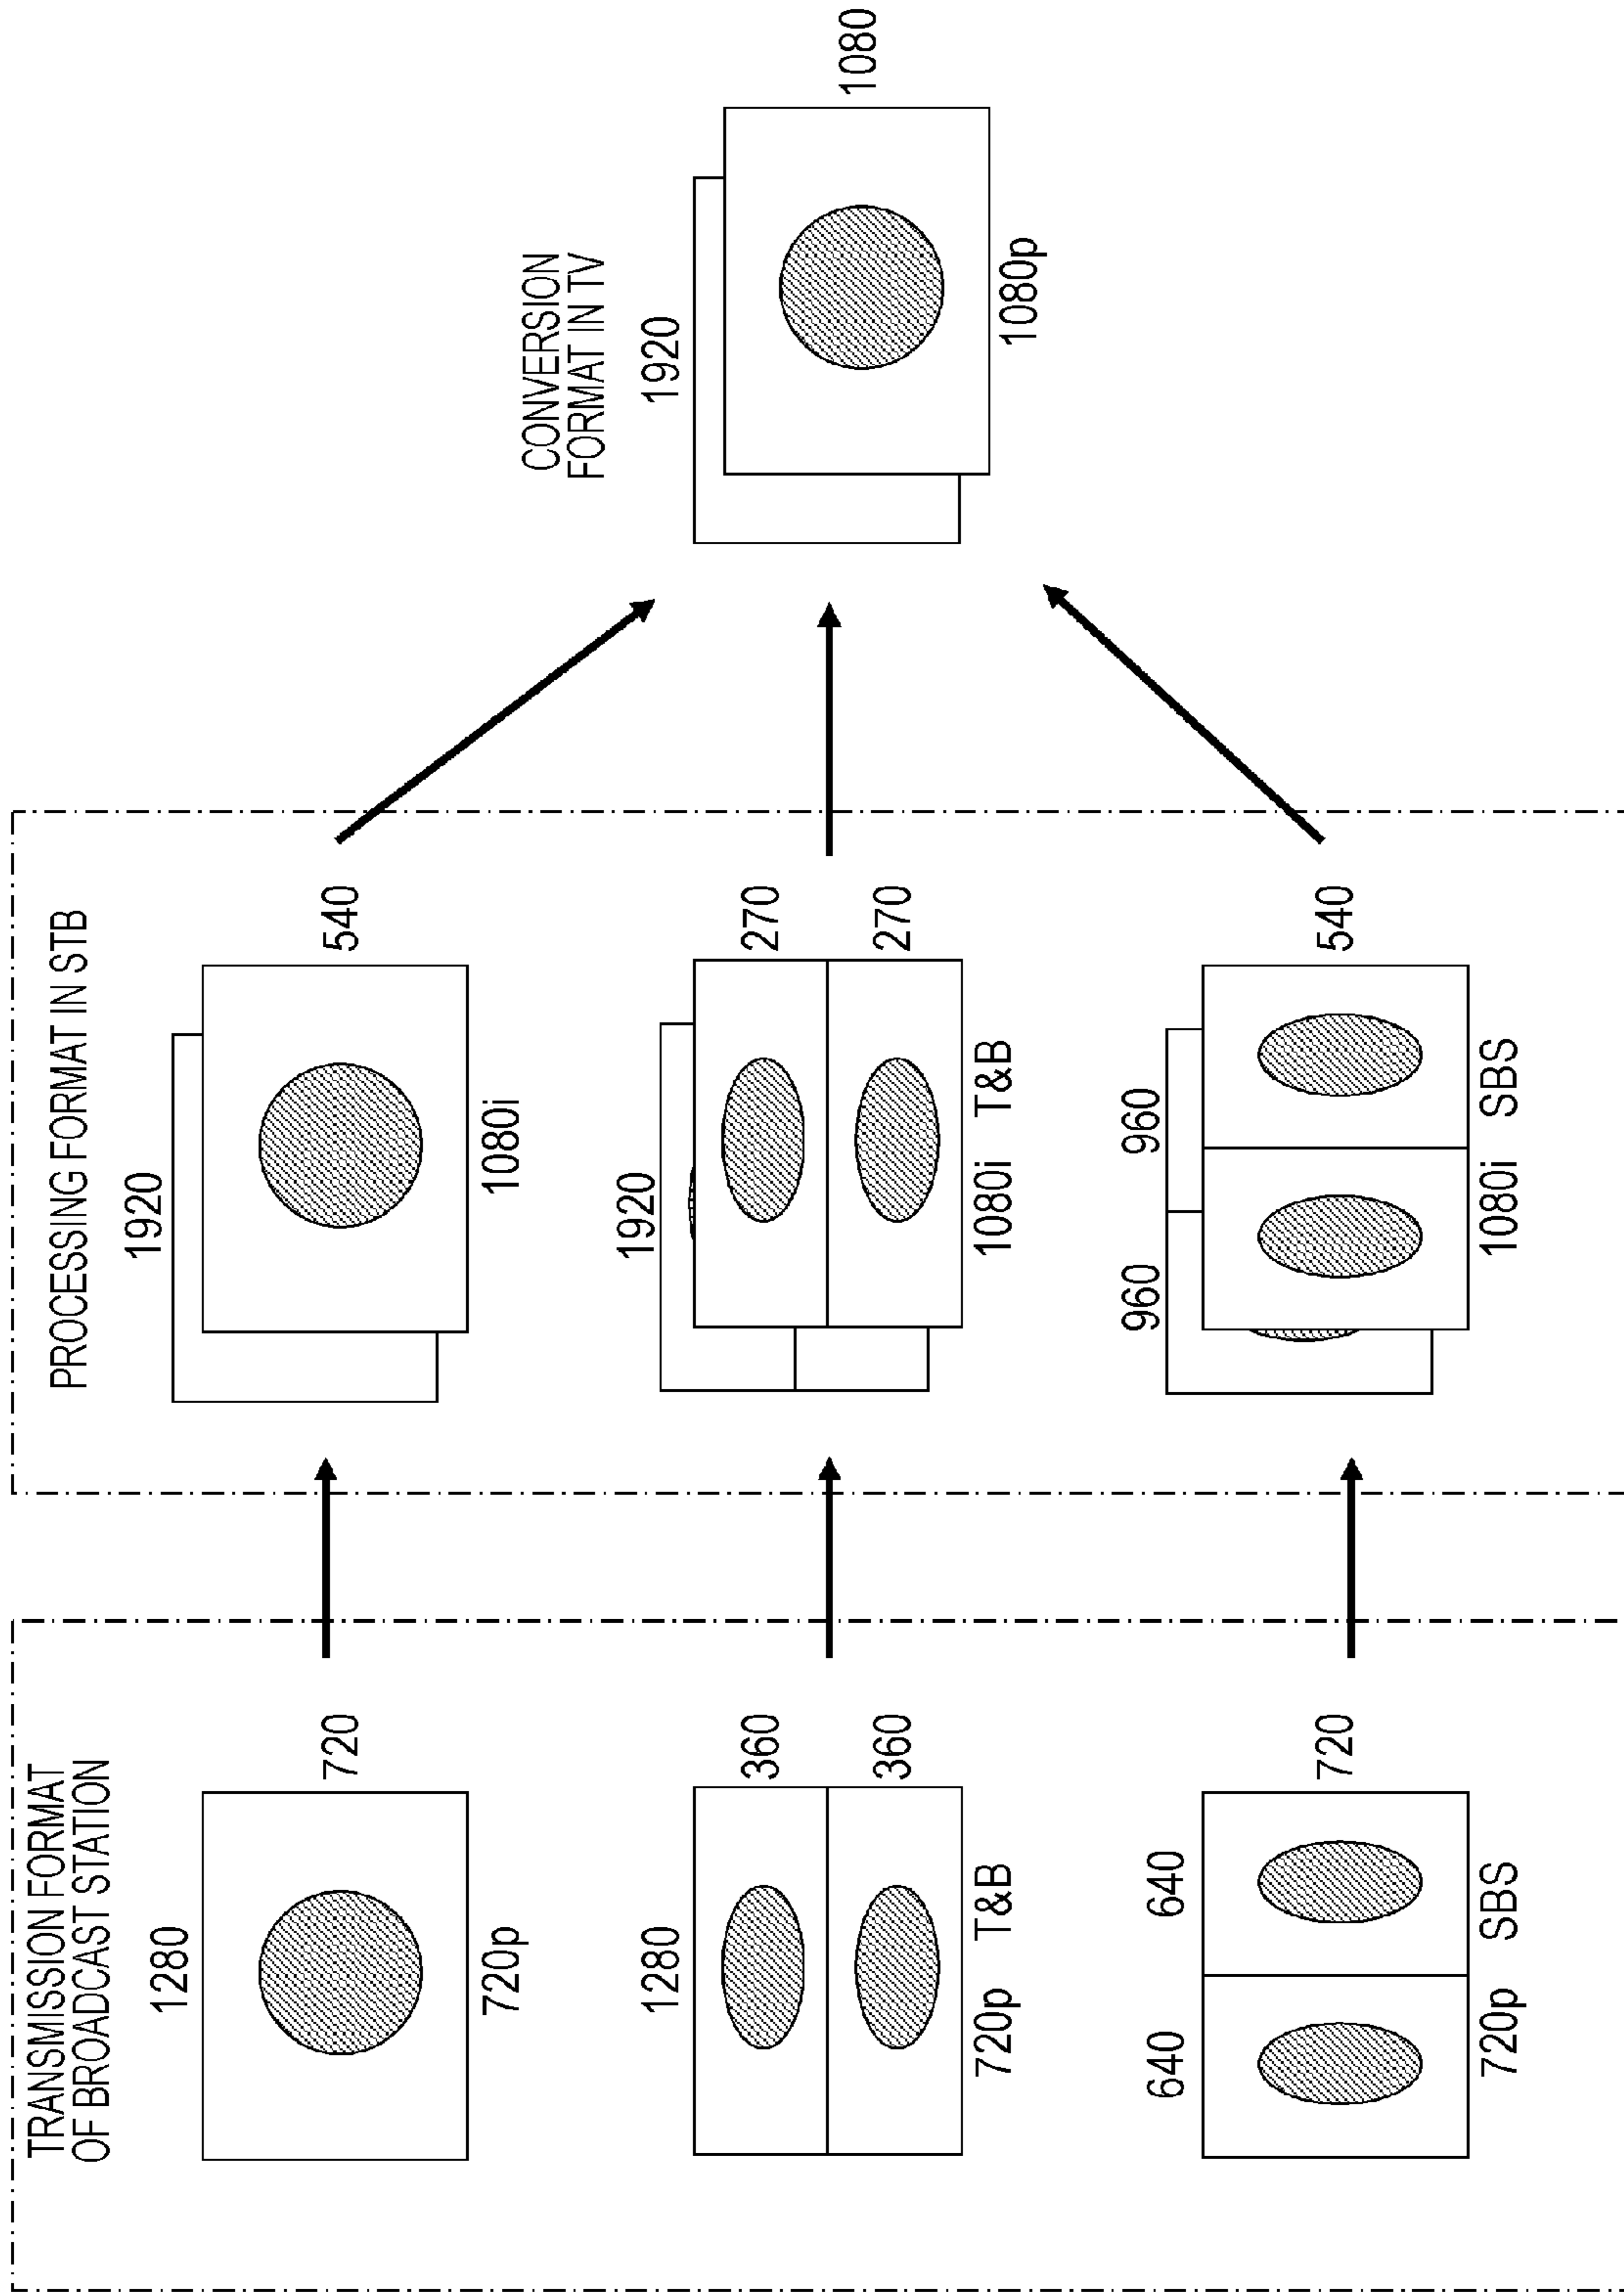 TRANSMISSION FORMAT
OF BROADCAST STATION
1280
720
720p
1280
360
360
720p T&B
640 640
720
720p SBS
PROCESSING FORMAT IN STB
1920
540
1080i
1920
270
270
1080i T&B
960 960
540
1080i SBS
CONVERSION
FORMAT IN TV
1920
1080
1080p